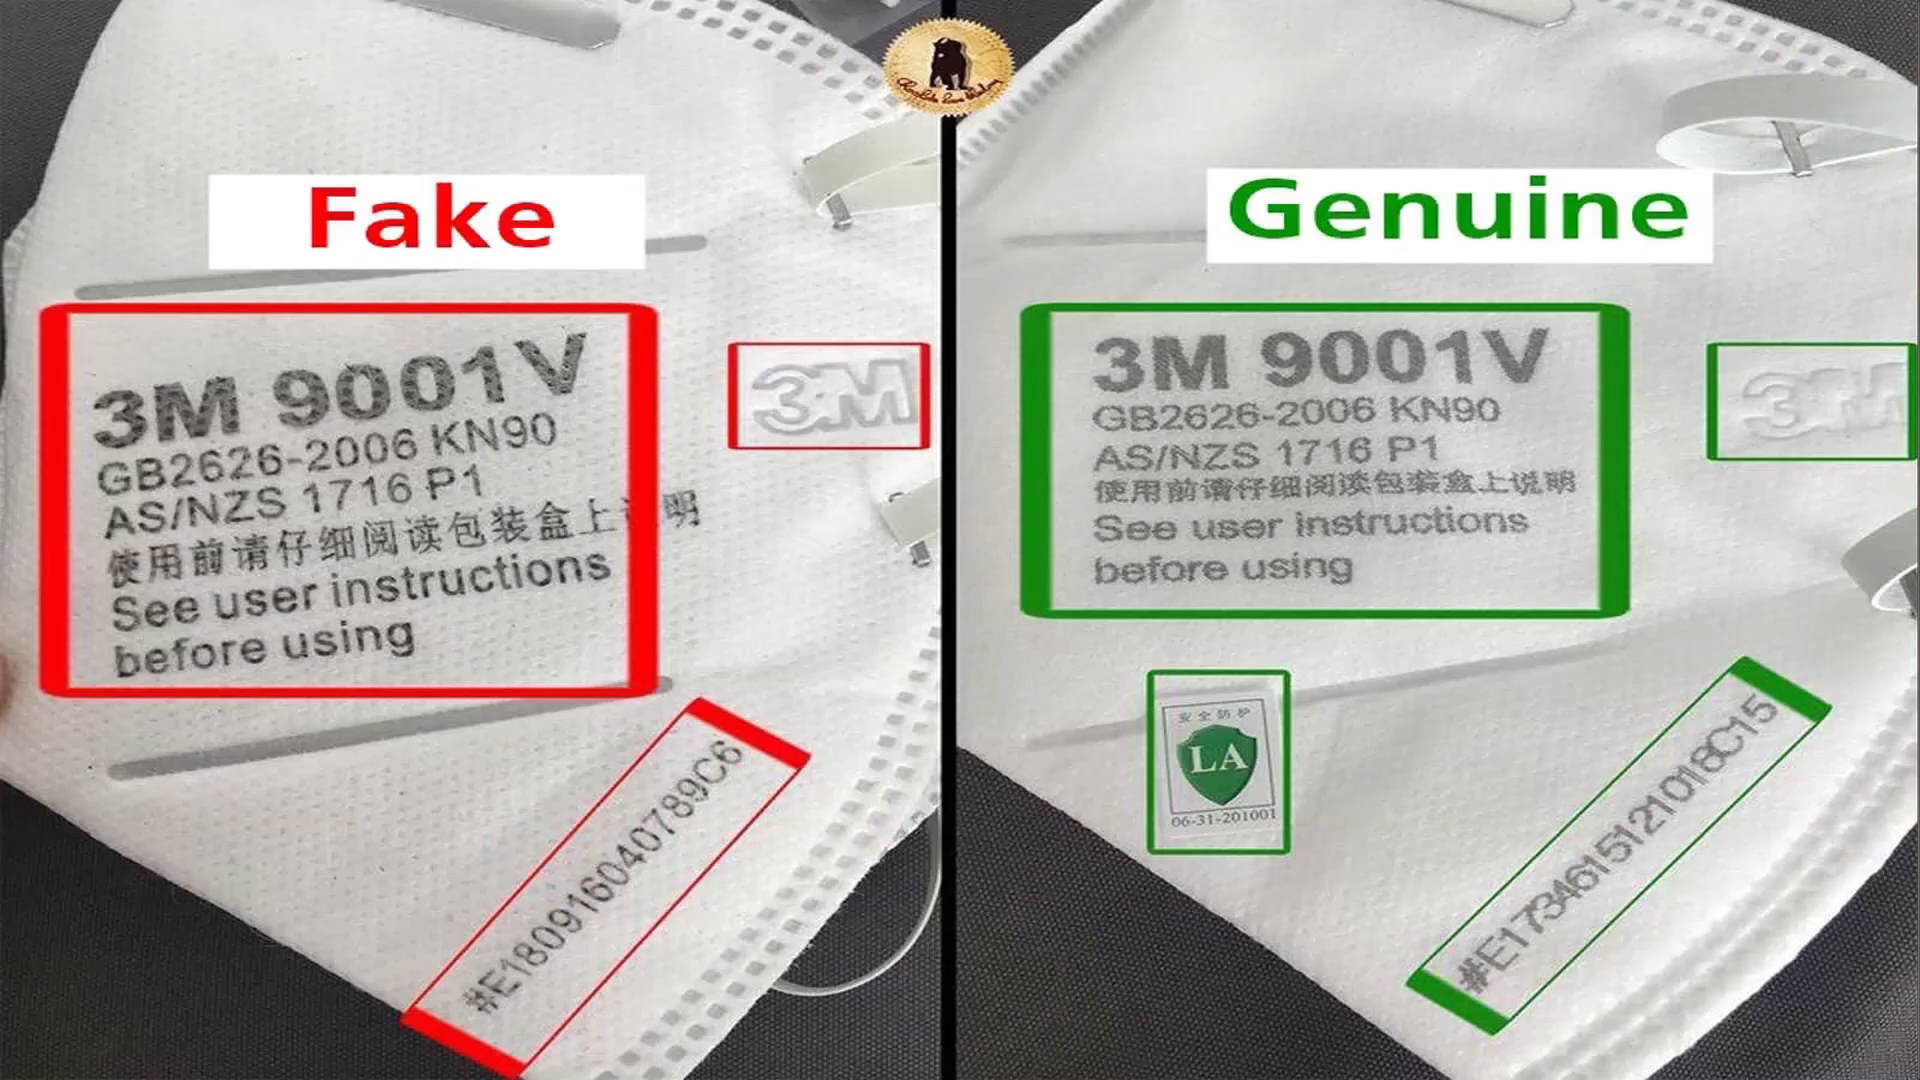 Fake
3M 9001V
GB2626-2006 KN90
AS/NZS 1716 P1
使用前请仔细阅读包装盒上说明
See user instructions
before using
3M
#E180916040789C6
Genuine
3M 9001V
GB2626-2006 KN90
AS/NZS 1716 P1
使用前请仔细阅读包装盒上说明
See user instructions
before using
3M
安全防护
LA
06-31-201001
#E1734615121018C15